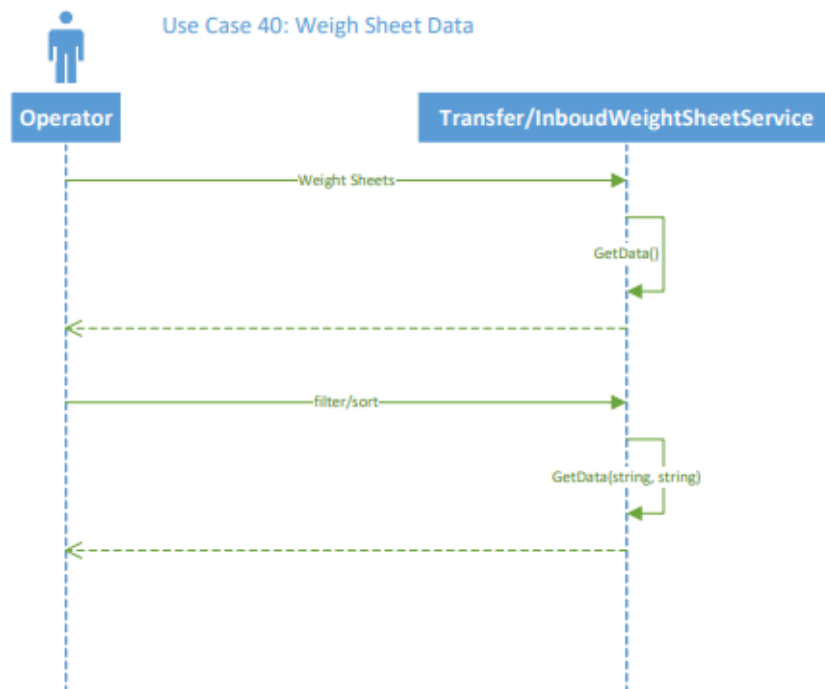 Use Case 40: Weigh Sheet Data
Operator
Transfer/InboudWeightSheetService
Weight Sheets
GetData()
filter/sort
GetData(string, string)